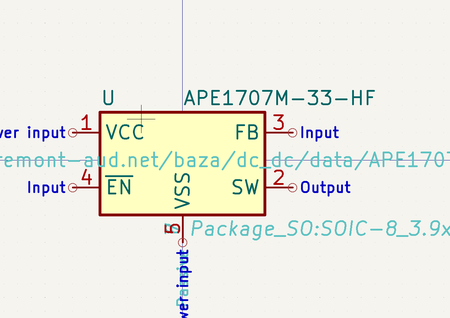 U APE1707M-33-HF
wer input 1 VCC FB 3 Input
remont-aud.net/baza/dc_dc/data/APE1707
Input 4 EN SW 2 Output
VSS
5 Package_SO:SOIC-8_3.9x
wer input